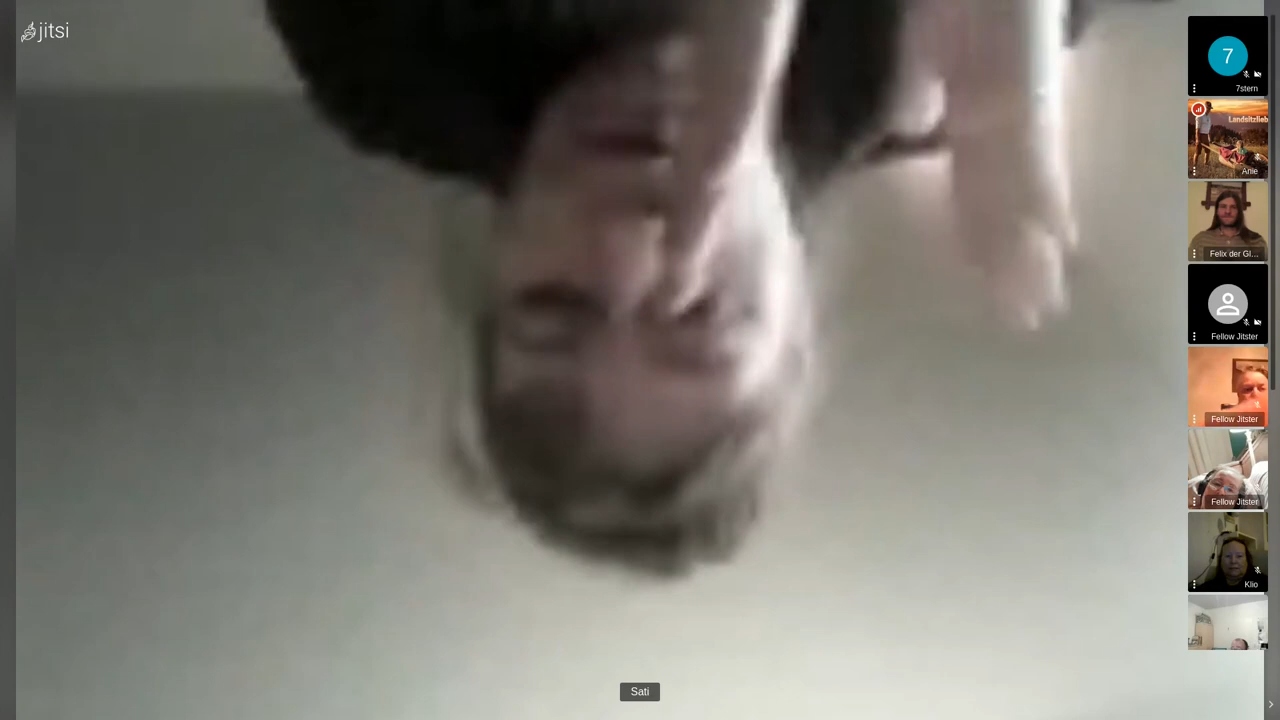 jitsi
7
7stern
Landsitzlieb
Anie
Felix der Gl...
Fellow Jitster
Fellow Jitster
Fellow Jitster
Klio
Sati